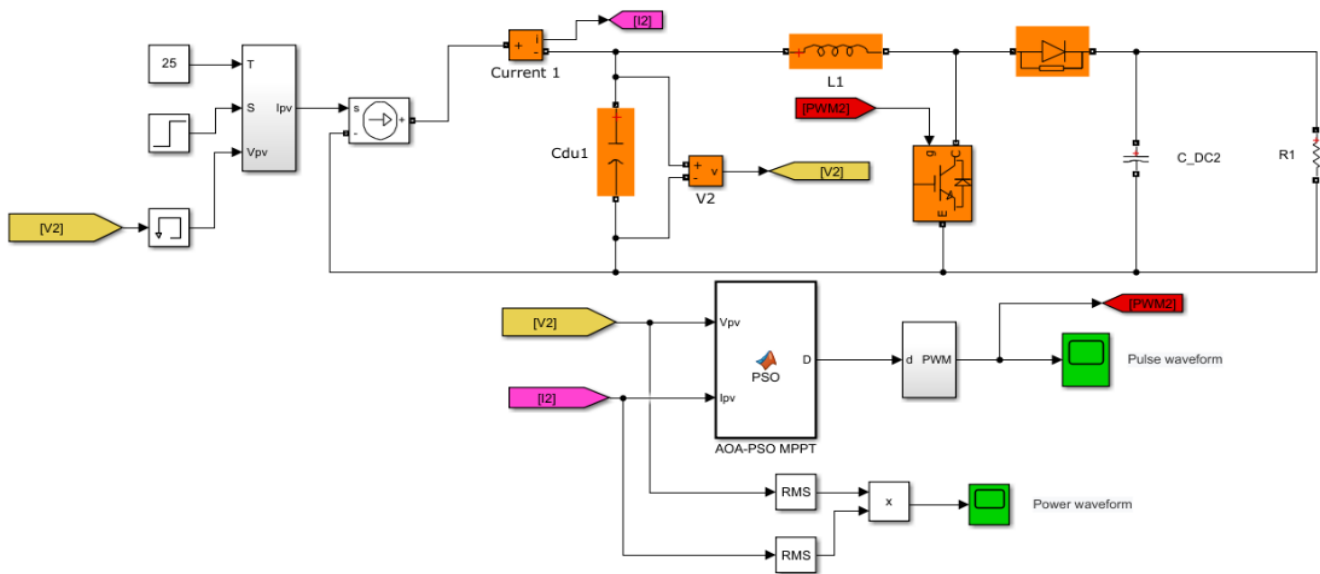 [I2]
i
+
-
Current 1
25
T
S
Ipv
Vpv
s
-
+
L1
[PWM2]
g
C
E
Cdu1
+
-
v
V2
[V2]
C_DC2
R1
[V2]
[V2]
Vpv
PSO
D
Ipv
AOA-PSO MPPT
[I2]
d PWM
[PWM2]
Pulse waveform
RMS
x
Power waveform
RMS